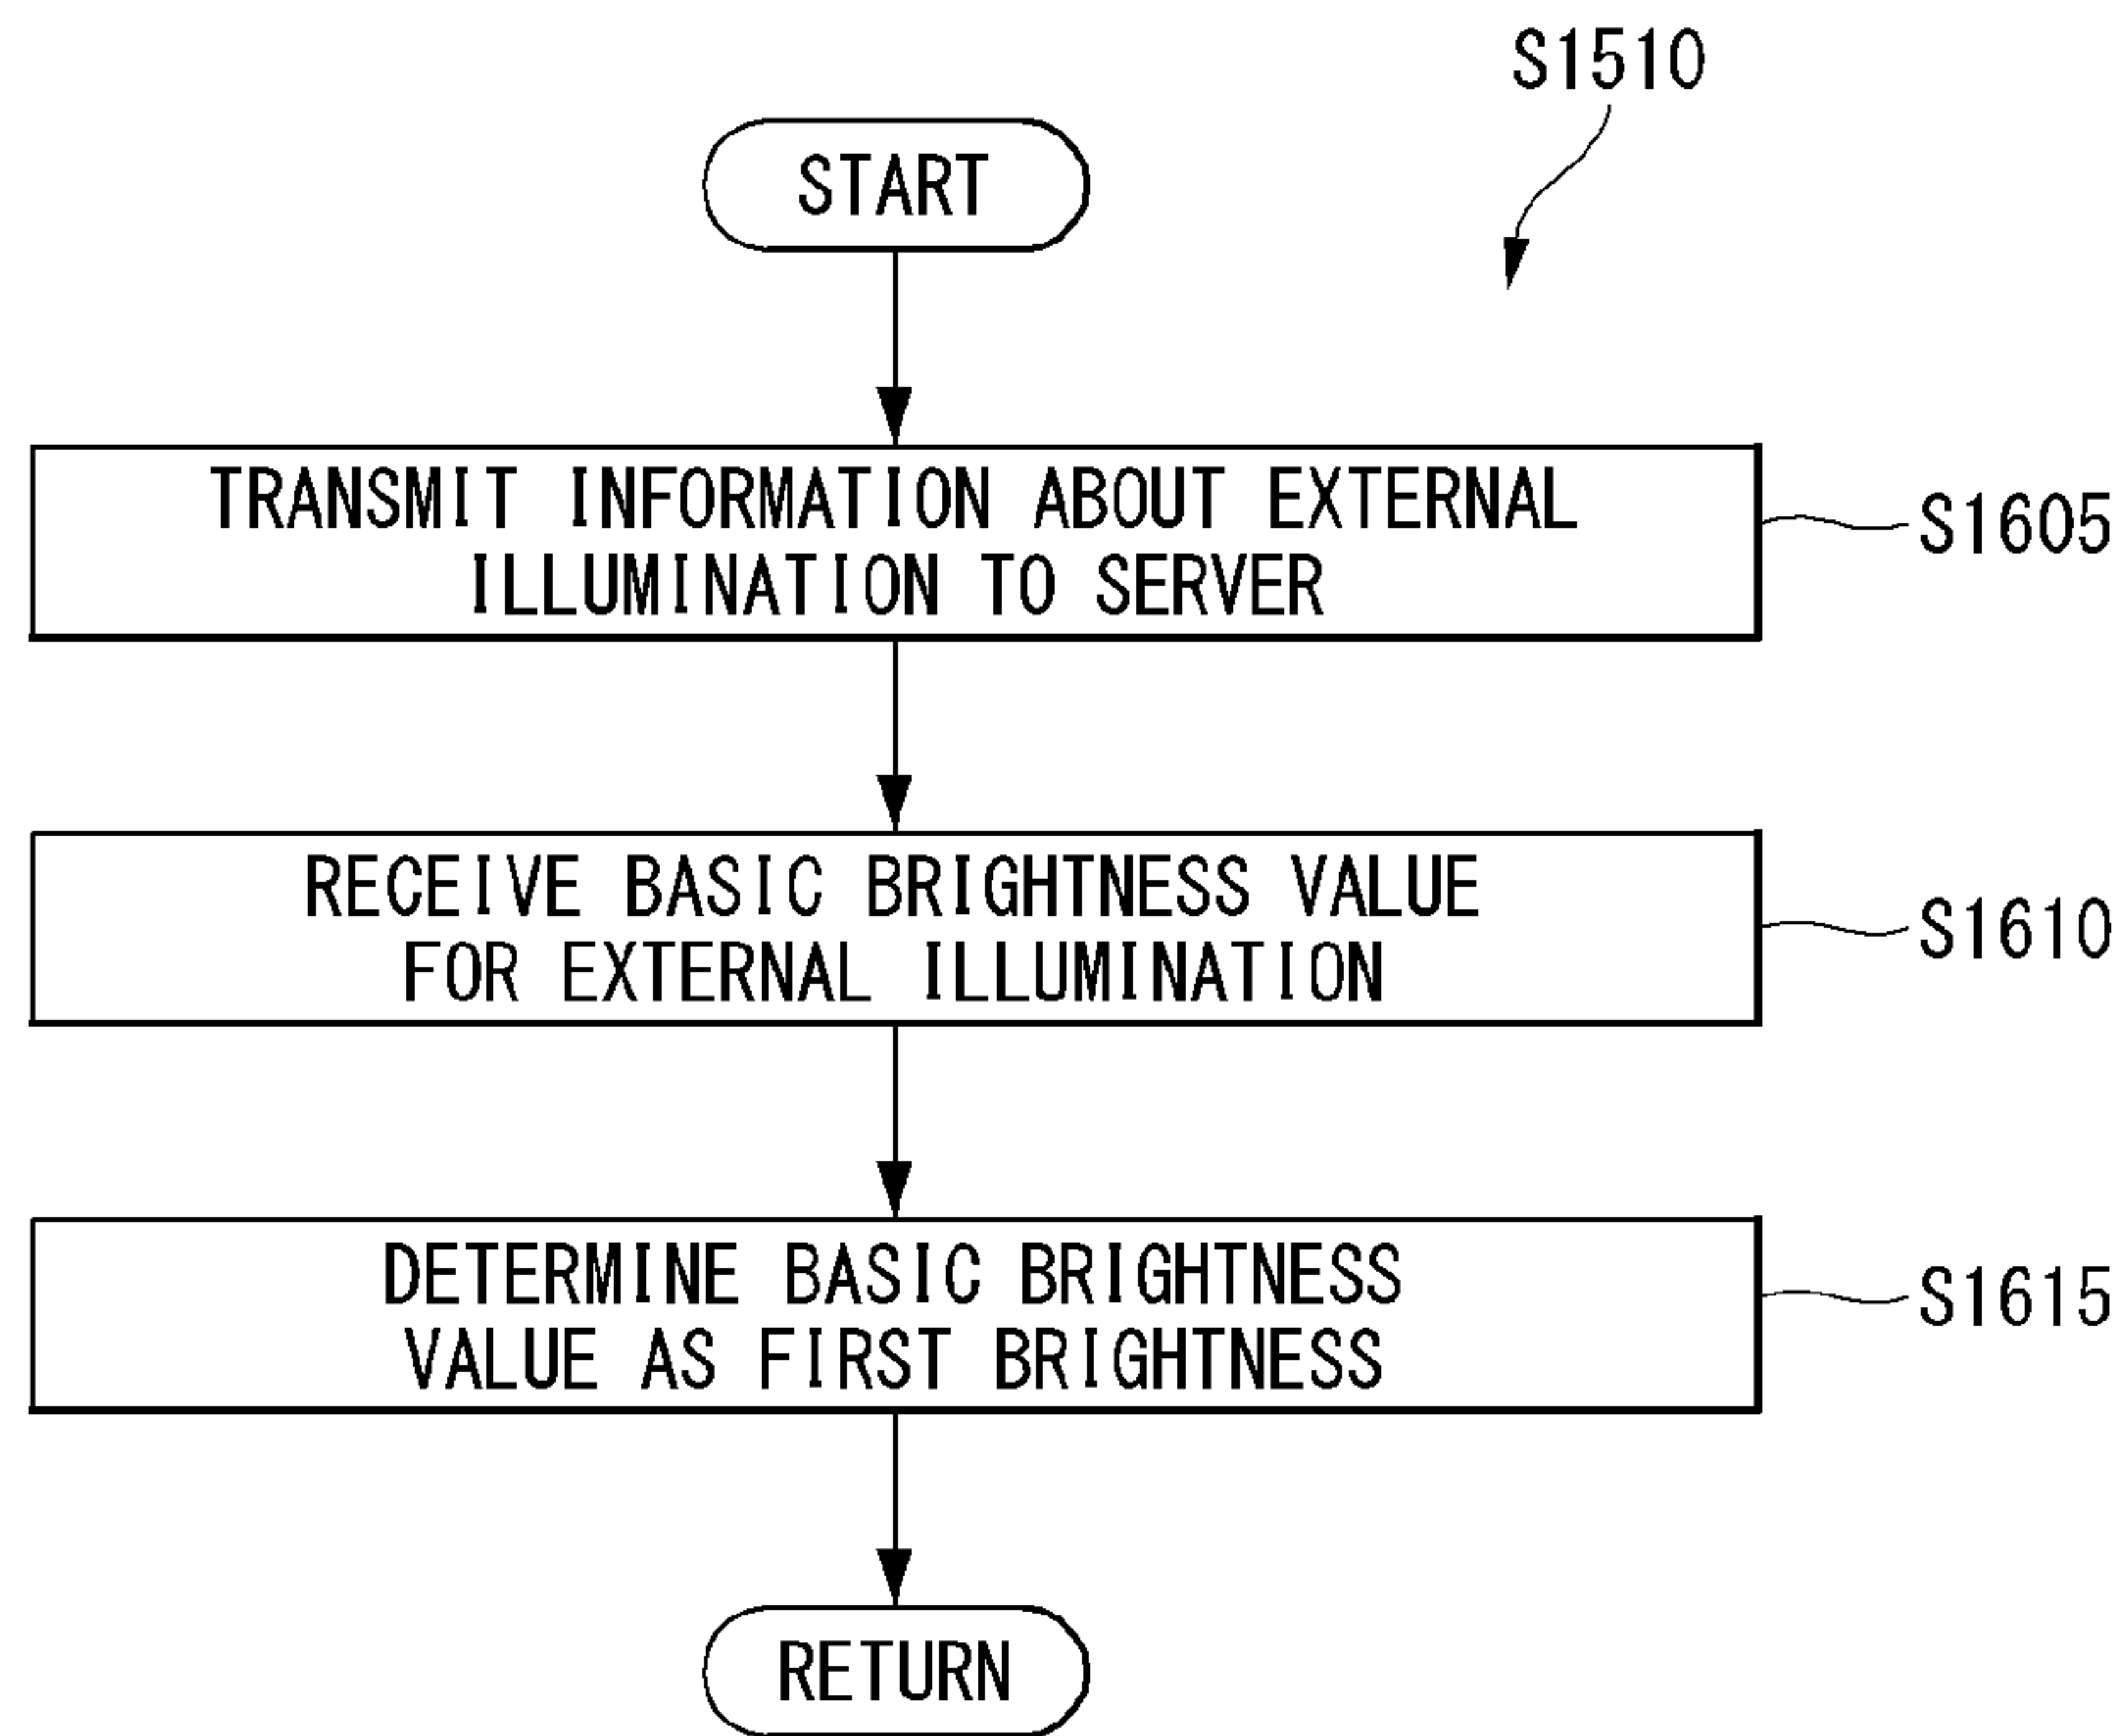 S1510
START
TRANSMIT INFORMATION ABOUT EXTERNAL
ILLUMINATION TO SERVER
S1605
RECEIVE BASIC BRIGHTNESS VALUE
FOR EXTERNAL ILLUMINATION
S1610
DETERMINE BASIC BRIGHTNESS
VALUE AS FIRST BRIGHTNESS
S1615
RETURN